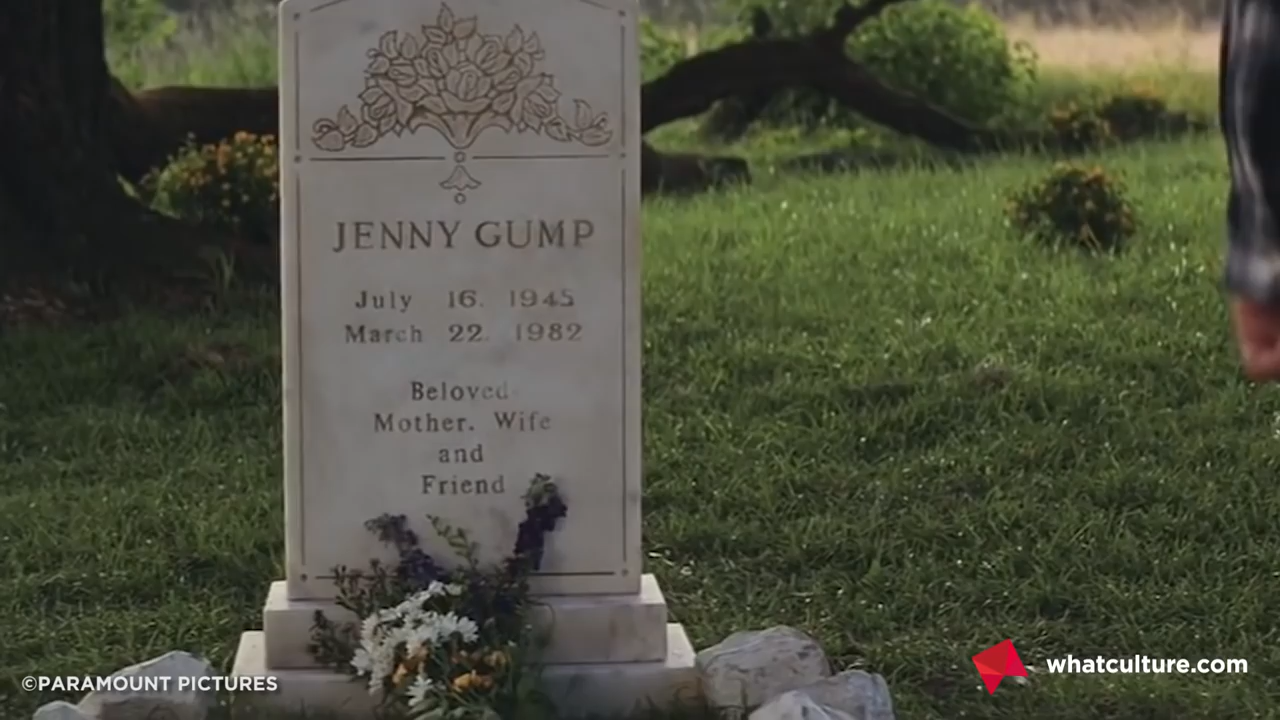 JENNY GUMP
July 16. 1945
March 22. 1982
Beloved
Mother. Wife
and
Friend
©PARAMOUNT PICTURES
whatculture.com